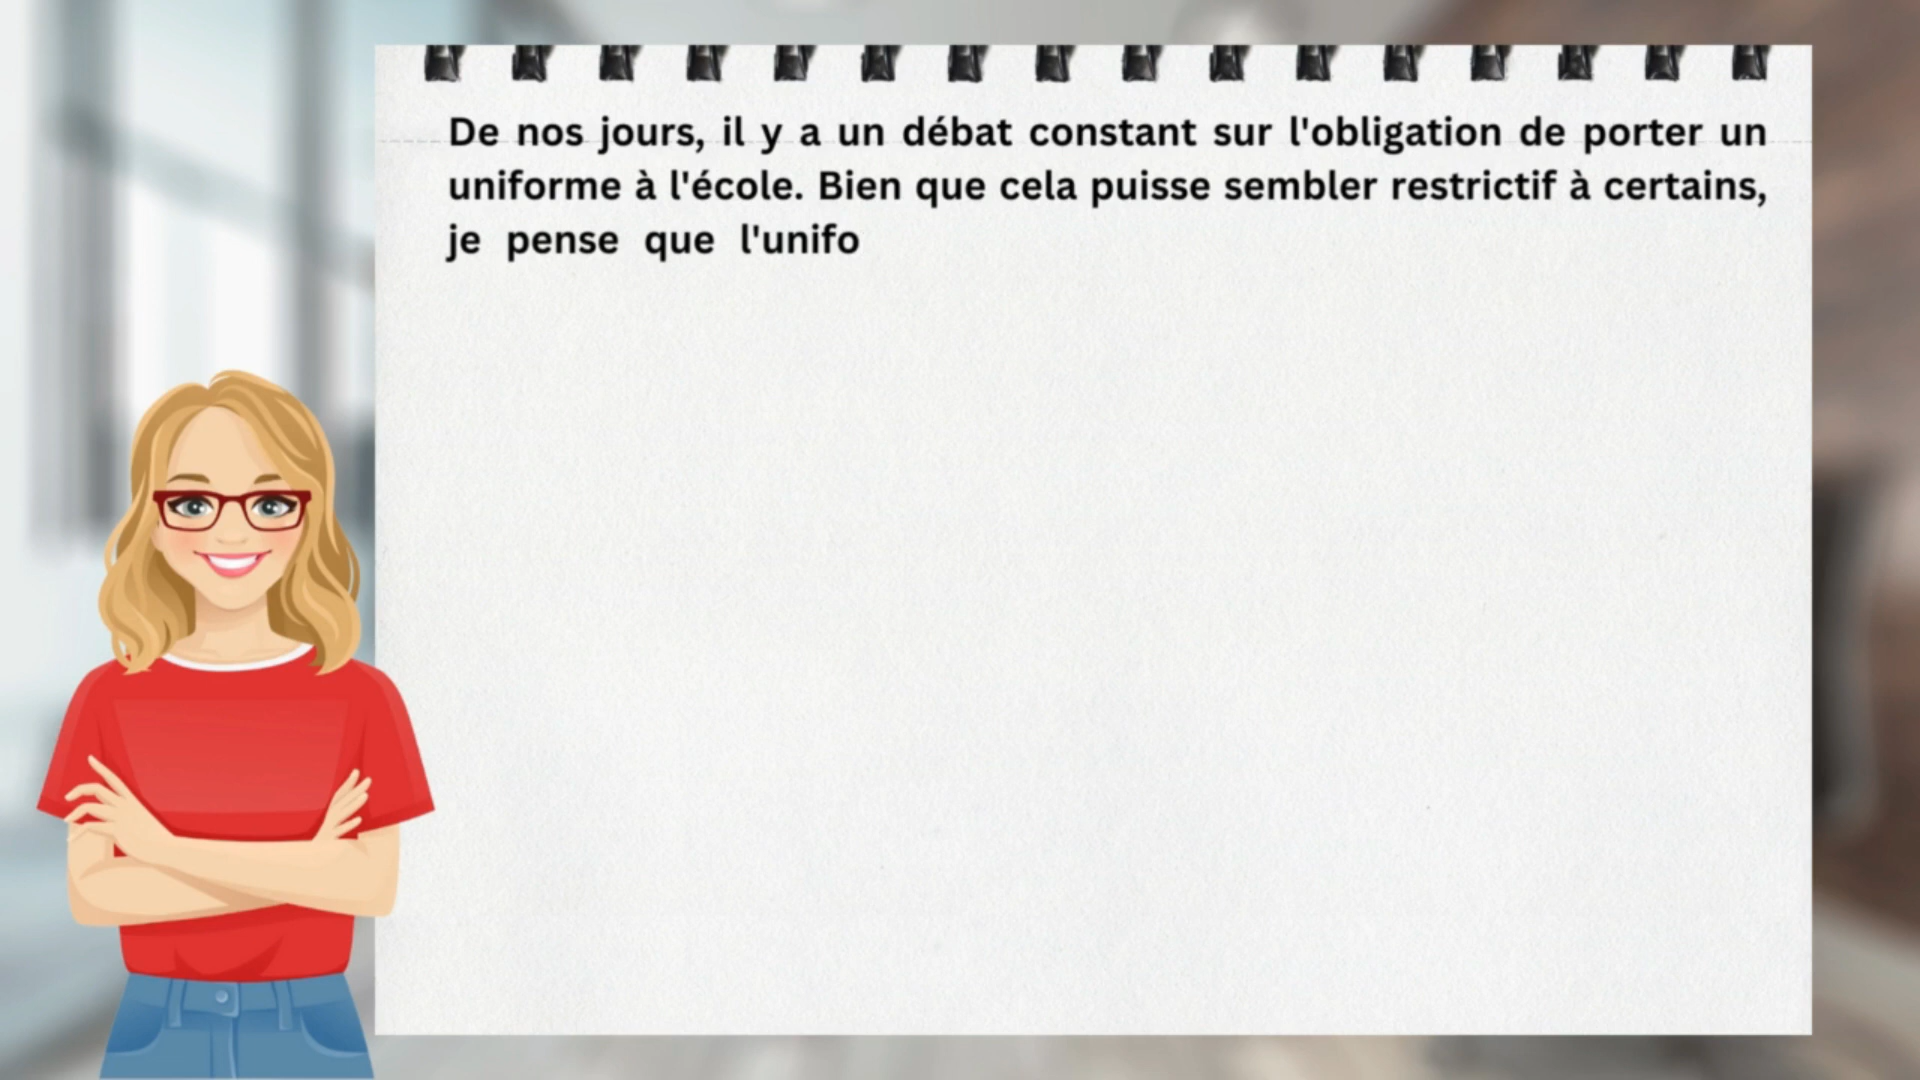 De nos jours, il y a un débat constant sur l'obligation de porter un
uniforme à l'école. Bien que cela puisse sembler restrictif à certains,
je pense que l'unifo